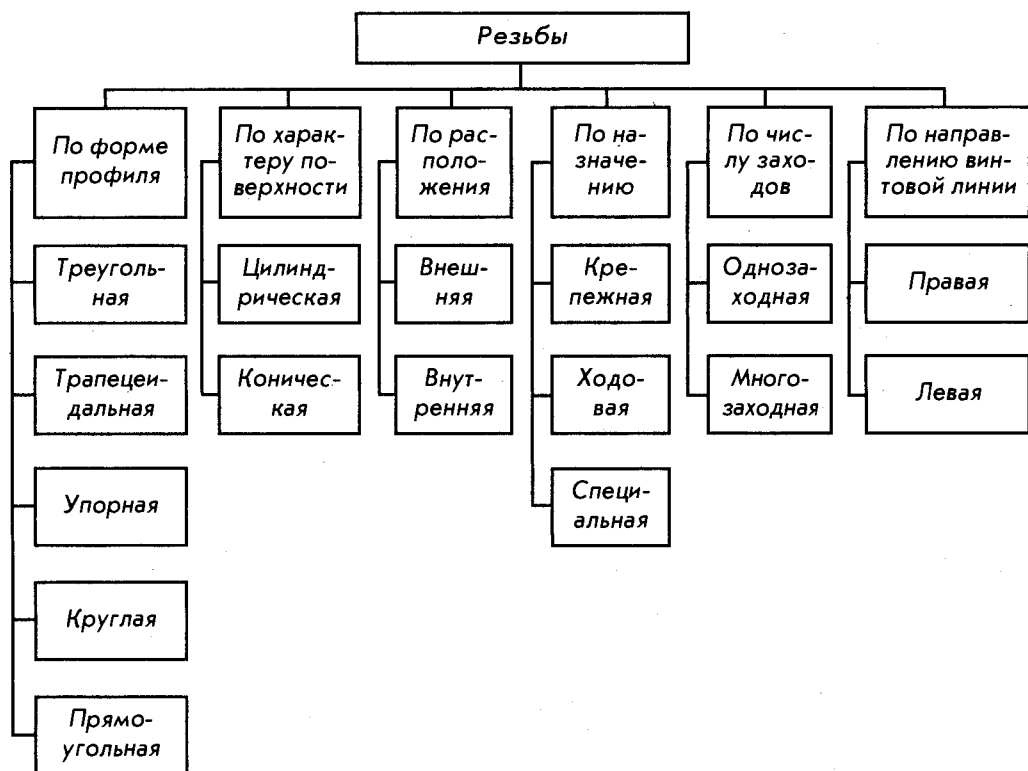 Резьбы
По форме
профиля
По харак-
теру по-
верхности
По рас-
поло-
жения
По на-
значе-
нию
По чис-
лу захо-
дов
По направ-
лению вин-
товой линии
Треуголь-
ная
Цилинд-
рическая
Внеш-
няя
Кре-
пежная
Одноза-
ходная
Правая
Трапецеи-
дальная
Коничес-
кая
Внут-
ренняя
Ходо-
вая
Много-
заходная
Левая
Упорная
Специ-
альная
Круглая
Прямо-
угольная